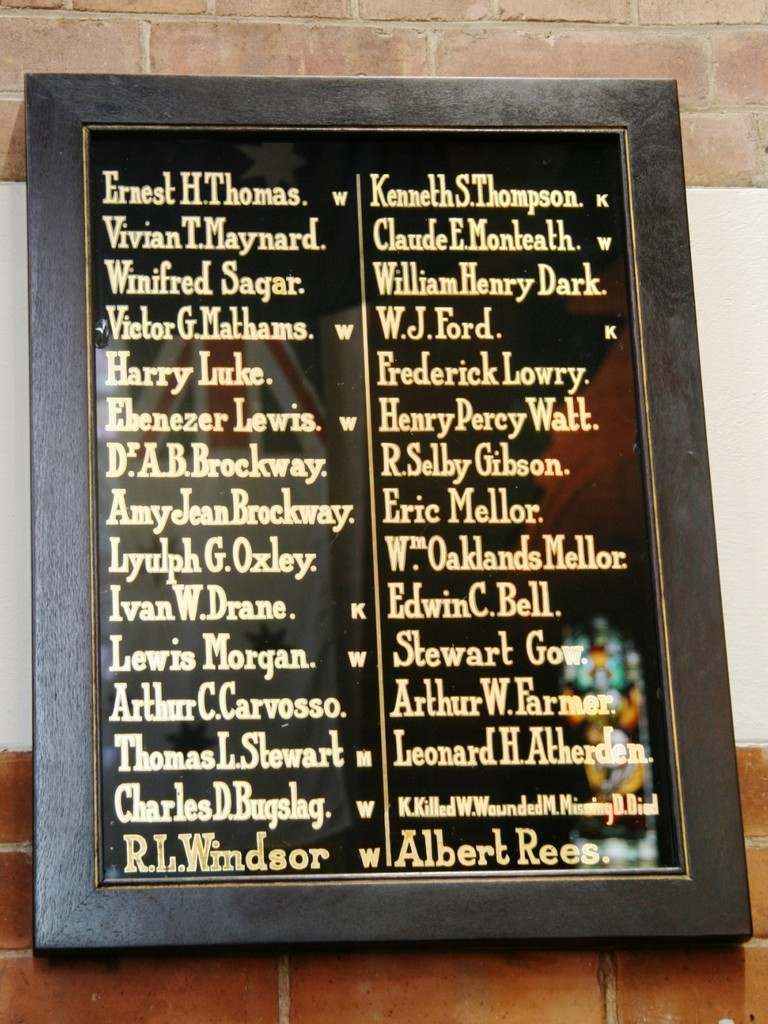 Ernest H. Thomas. W
Vivian T. Maynard.
Winifred Sagar.
Victor G. Mathams. W
Harry Luke.
Ebenezer Lewis. W
Dr. A.B. Brockway.
Amy Jean Brockway.
Lyulph G. Oxley.
Ivan W. Drane. K
Lewis Morgan. W
Arthur C. Carvosso.
Thomas L. Stewart M
Charles D. Bugslag. W
R.L. Windsor W
Kenneth S. Thompson. K
Claude E. Monteath. W
William Henry Dark.
W.J. Ford. K
Frederick Lowry.
Henry Percy Watt.
R. Selby Gibson.
Eric Mellor.
Wm. Oaklands Mellor.
Edwin C. Bell.
Stewart Gow.
Arthur W. Farmer.
Leonard H. Atherden.
K. Killed W. Wounded M. Missing D. Died
Albert Rees.